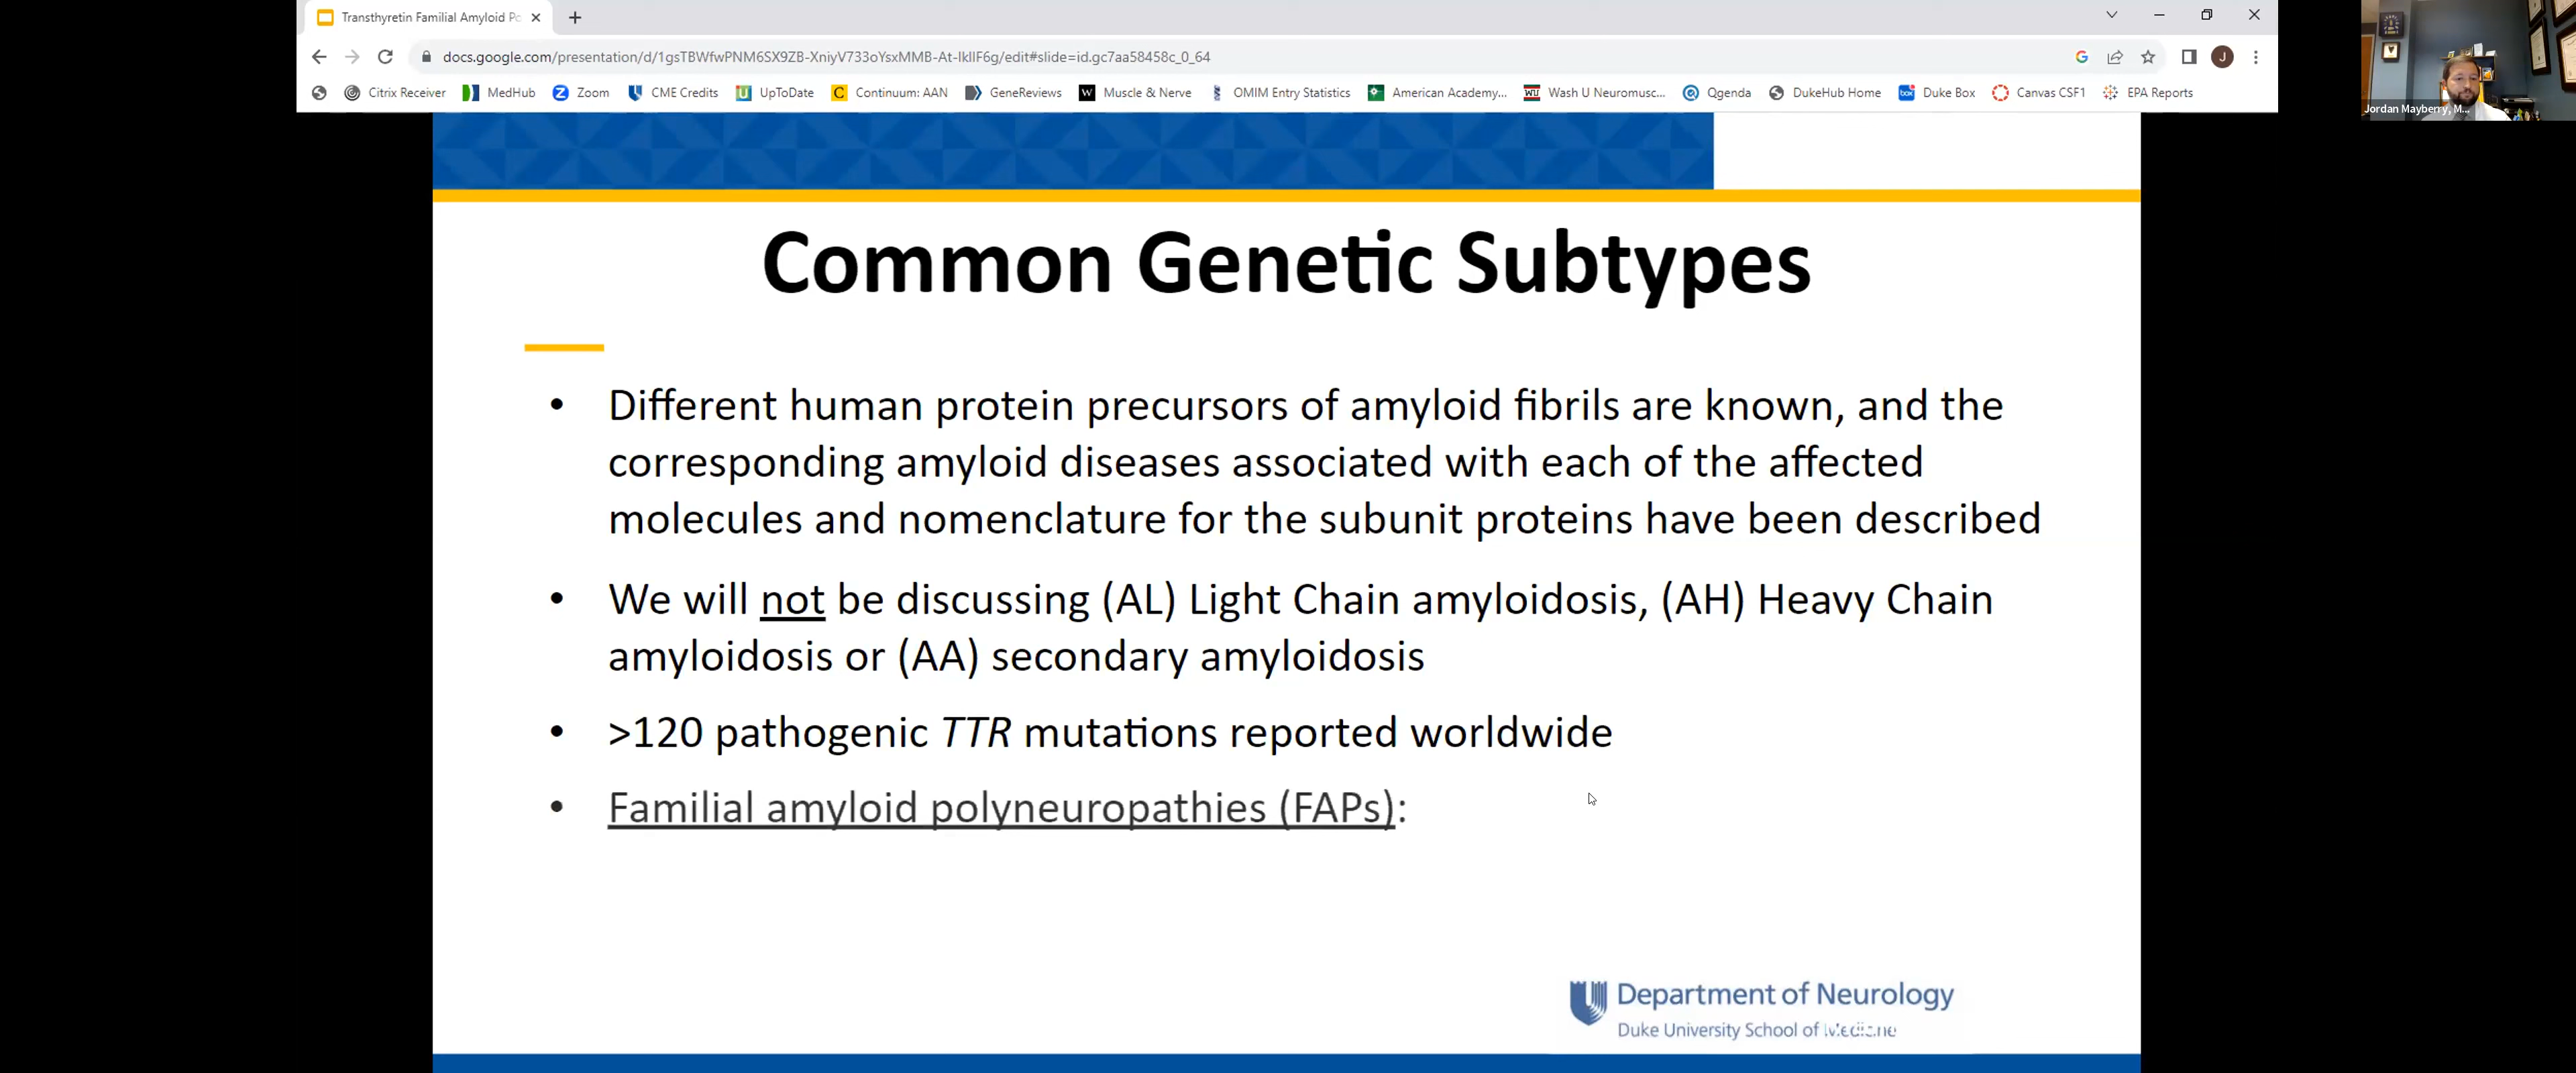 Transthyretin Familial Amyloid Po
docs.google.com/presentation/d/1gsTBWfwPNM6SX9ZB-XniyV733oYsxMMB-At-IkllF6g/edit#slide=id.gc7aa58458c_0_64
Citrix Receiver MedHub Zoom CME Credits UpToDate Continuum: AAN GeneReviews Muscle & Nerve OMIM Entry Statistics American Academy... Wash U Neuromusc... Qgenda DukeHub Home Duke Box Canvas CSF1 EPA Reports
Jordan Mayberry, M...
Common Genetic Subtypes
• Different human protein precursors of amyloid fibrils are known, and the
corresponding amyloid diseases associated with each of the affected
molecules and nomenclature for the subunit proteins have been described
• We will not be discussing (AL) Light Chain amyloidosis, (AH) Heavy Chain
amyloidosis or (AA) secondary amyloidosis
• >120 pathogenic TTR mutations reported worldwide
• Familial amyloid polyneuropathies (FAPs):
Department of Neurology
Duke University School of Medicine